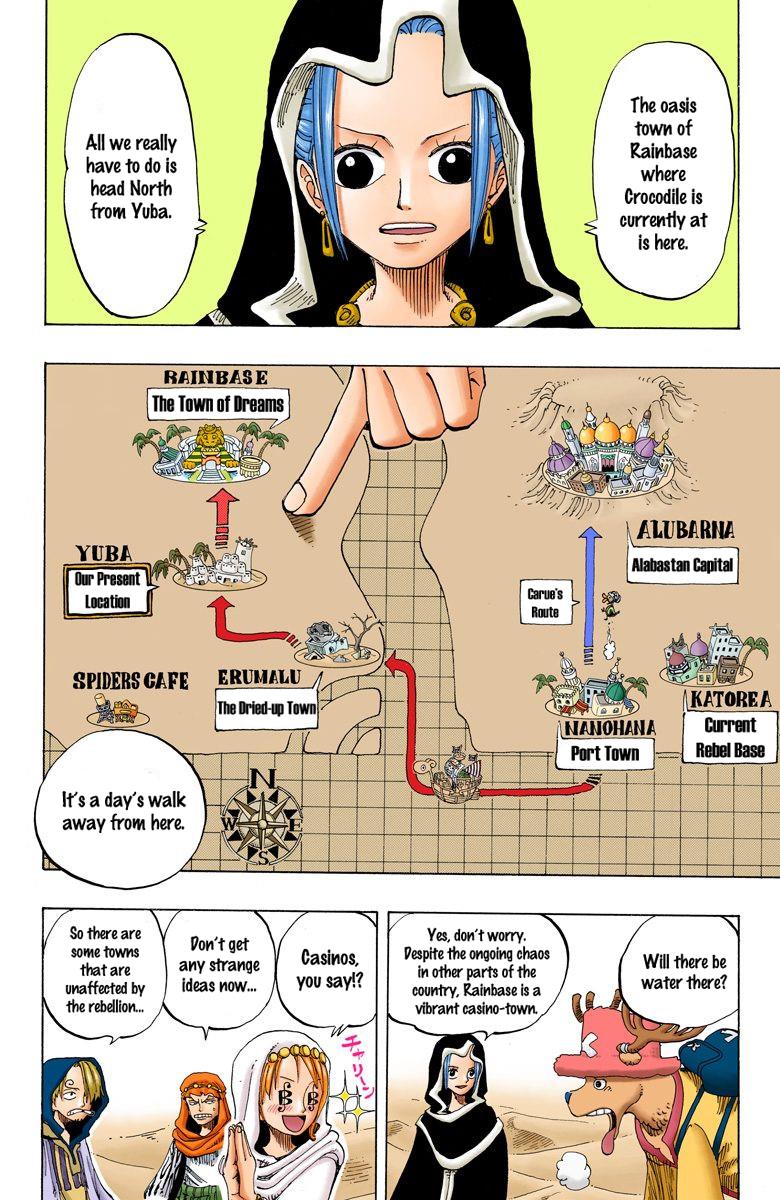 The oasis
town of
Rainbase
where
Crocodile is
currently at
is here.
All we really
have to do is
head North
from Yuba.
RAINBASE
The Town of Dreams
ALUBARNA
Alabastan Capital
YUBA
Our Present
Location
Carue's
Route
SPIDERS CAFE
ERUMALU
The Dried-up Town
NANOHANA
Port Town
KATOREA
Current
Rebel Base
N
W
E
S
It's a day's walk
away from here.
Will there be
water there?
Yes, don't worry.
Despite the ongoing chaos
in other parts of the
country, Rainbase is a
vibrant casino-town.
Casinos,
you say!?
チャリーン
Don't get
any strange
ideas now...
So there are
some towns
that are
unaffected by
the rebellion...